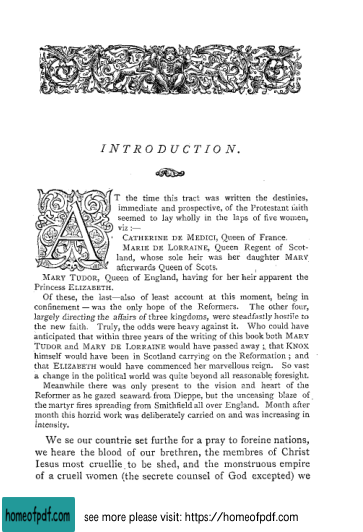 INTRODUCTION.
AT the time this tract was written the destinies,
immediate and prospective, of the Protestant faith
seemed to lay wholly in the laps of five women,
viz :—
CATHERINE DE MEDICI, Queen of France.
MARIE DE LORRAINE, Queen Regent of Scot-
land, whose sole heir was her daughter MARY
afterwards Queen of Scots.
MARY TUDOR, Queen of England, having for her heir apparent the
Princess ELIZABETH.
Of these, the last—also of least account at this moment, being in
confinement — was the only hope of the Reformers. The other four,
largely directing the affairs of three kingdoms, were steadfastly hostile to
the new faith. Truly, the odds were heavy against it. Who could have
anticipated that within three years of the writing of this book both MARY
TUDOR and MARY DE LORRAINE would have passed away ; that KNOX
himself would have been in Scotland carrying on the Reformation ; and
that ELIZABETH would have commenced her marvellous reign. So vast
a change in the political world was quite beyond all reasonable foresight.
Meanwhile there was only present to the vision and heart of the
Reformer as he gazed seaward from Dieppe, but the unceasing blaze of
the martyr fires spreading from Smithfield all over England. Month after
month this horrid work was deliberately carried on and was increasing in
intensity.
We se our countrie set furthe for a pray to foreine nations,
we heare the blood of our brethren, the membres of Christ
Iesus most cruellie to be shed, and the monstruous empire
of a cruell women (the secrete counsel of God excepted) we
homeofpdf.com
see more please visit: https://homeofpdf.com